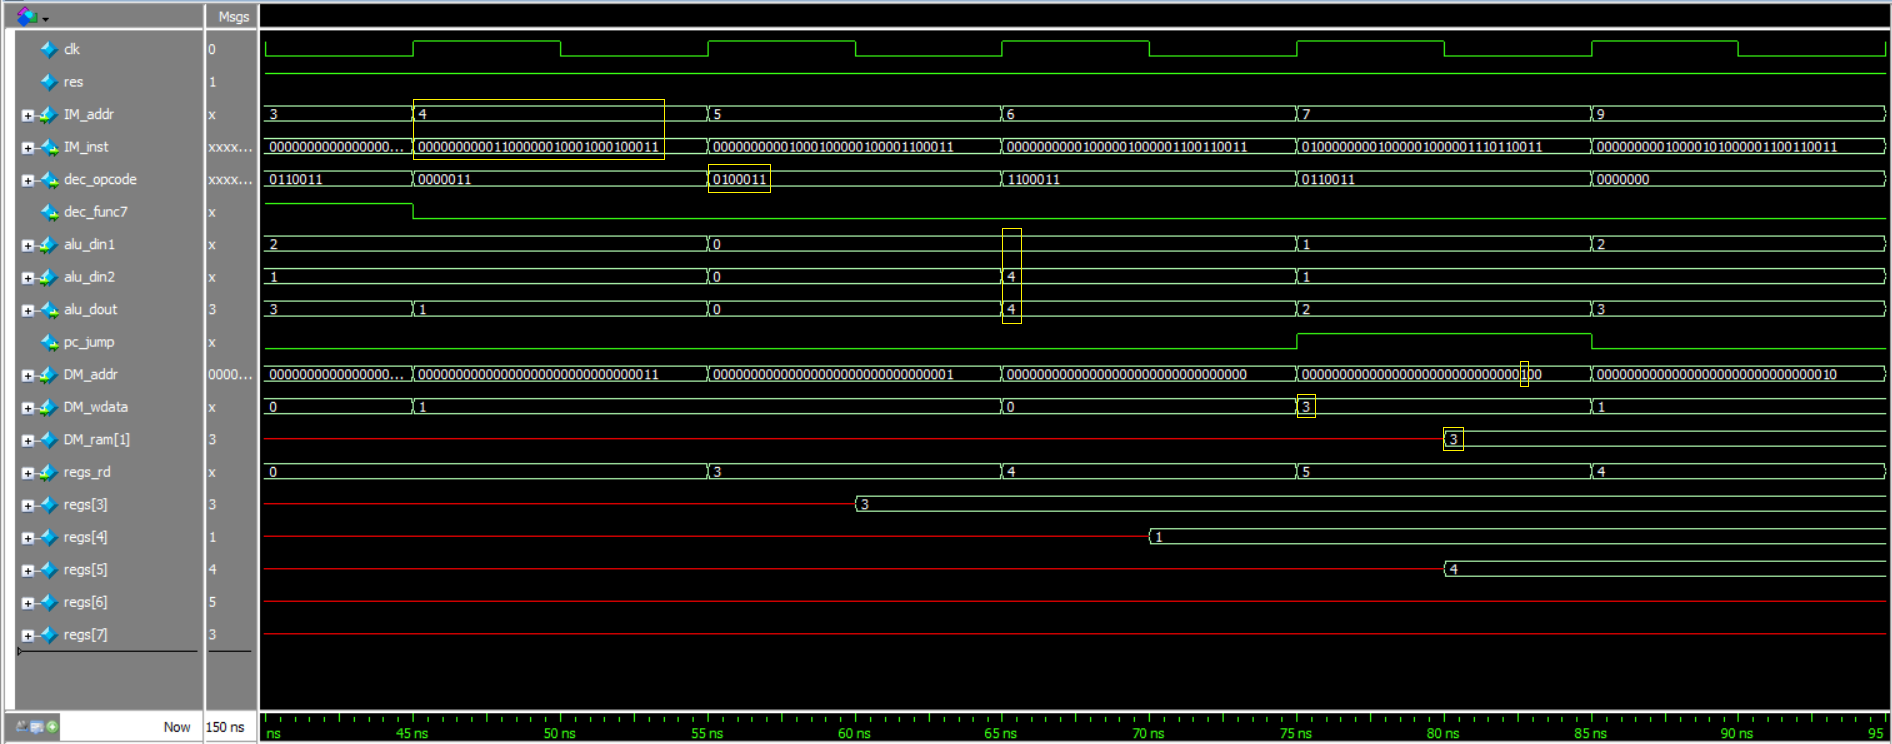 Msgs
clk 0
res 1
IM_addr x 3 4 5 6 7 9
IM_inst xxxx... 0000000000000000... 00000000001100000010001000100011 00000000001000100000100001100011 00000000001000001000001100110011 01000000001000001000001110110011 00000000010000101000001100110011
dec_opcode xxxx... 0110011 0000011 0100011 1100011 0110011 0000000
dec_func7 x
alu_din1 x 2 0 1 2
alu_din2 x 1 0 4 1
alu_dout 3 3 1 0 4 2 3
pc_jump x
DM_addr 0000... 0000000000000000... 00000000000000000000000000000011 00000000000000000000000000000001 00000000000000000000000000000000 00000000000000000000000000000100 00000000000000000000000000000010
DM_wdata x 0 1 0 3 1
DM_ram[1] 3 3
regs_rd x 0 3 4 5 4
regs[3] 3 3
regs[4] 1 1
regs[5] 4 4
regs[6] 5
regs[7] 3
Now 150 ns ns 45 ns 50 ns 55 ns 60 ns 65 ns 70 ns 75 ns 80 ns 85 ns 90 ns 95